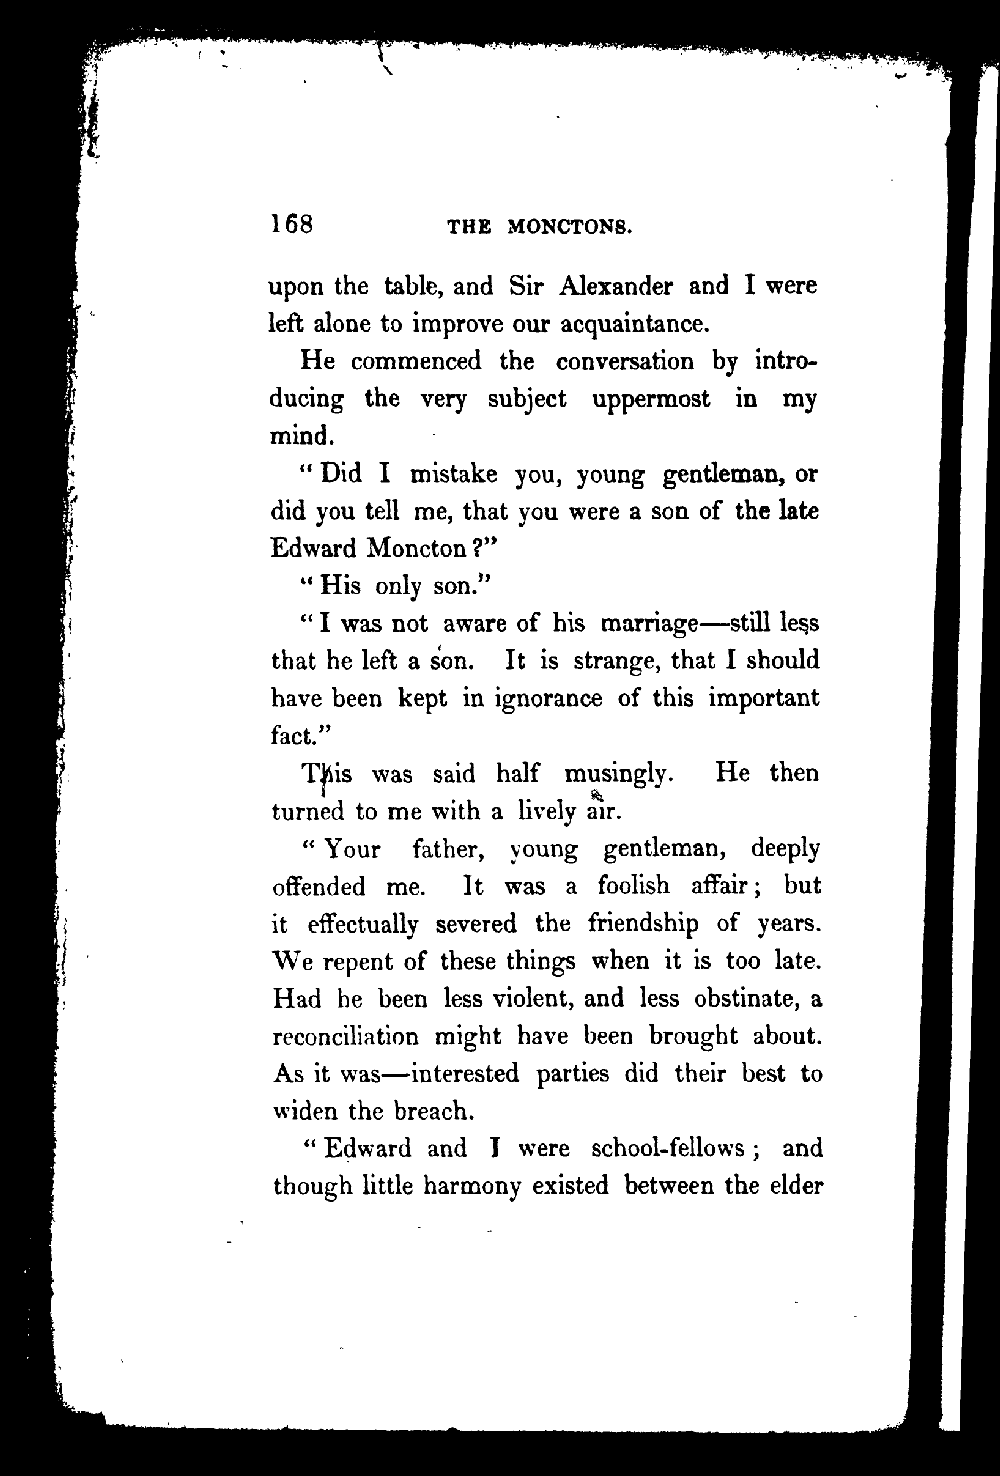 168 THE MONCTONS.
upon the table, and Sir Alexander and I were
left alone to improve our acquaintance.
He commenced the conversation by intro-
ducing the very subject uppermost in my
mind.
“Did I mistake you, young gentleman, or
did you tell me, that you were a son of the late
Edward Moncton?”
“His only son.”
“I was not aware of his marriage—still less
that he left a son. It is strange, that I should
have been kept in ignorance of this important
fact.”
This was said half musingly. He then
turned to me with a lively air.
“Your father, young gentleman, deeply
offended me. It was a foolish affair; but
it effectually severed the friendship of years.
We repent of these things when it is too late.
Had he been less violent, and less obstinate, a
reconciliation might have been brought about.
As it was—interested parties did their best to
widen the breach.
“Edward and I were school-fellows; and
though little harmony existed between the elder